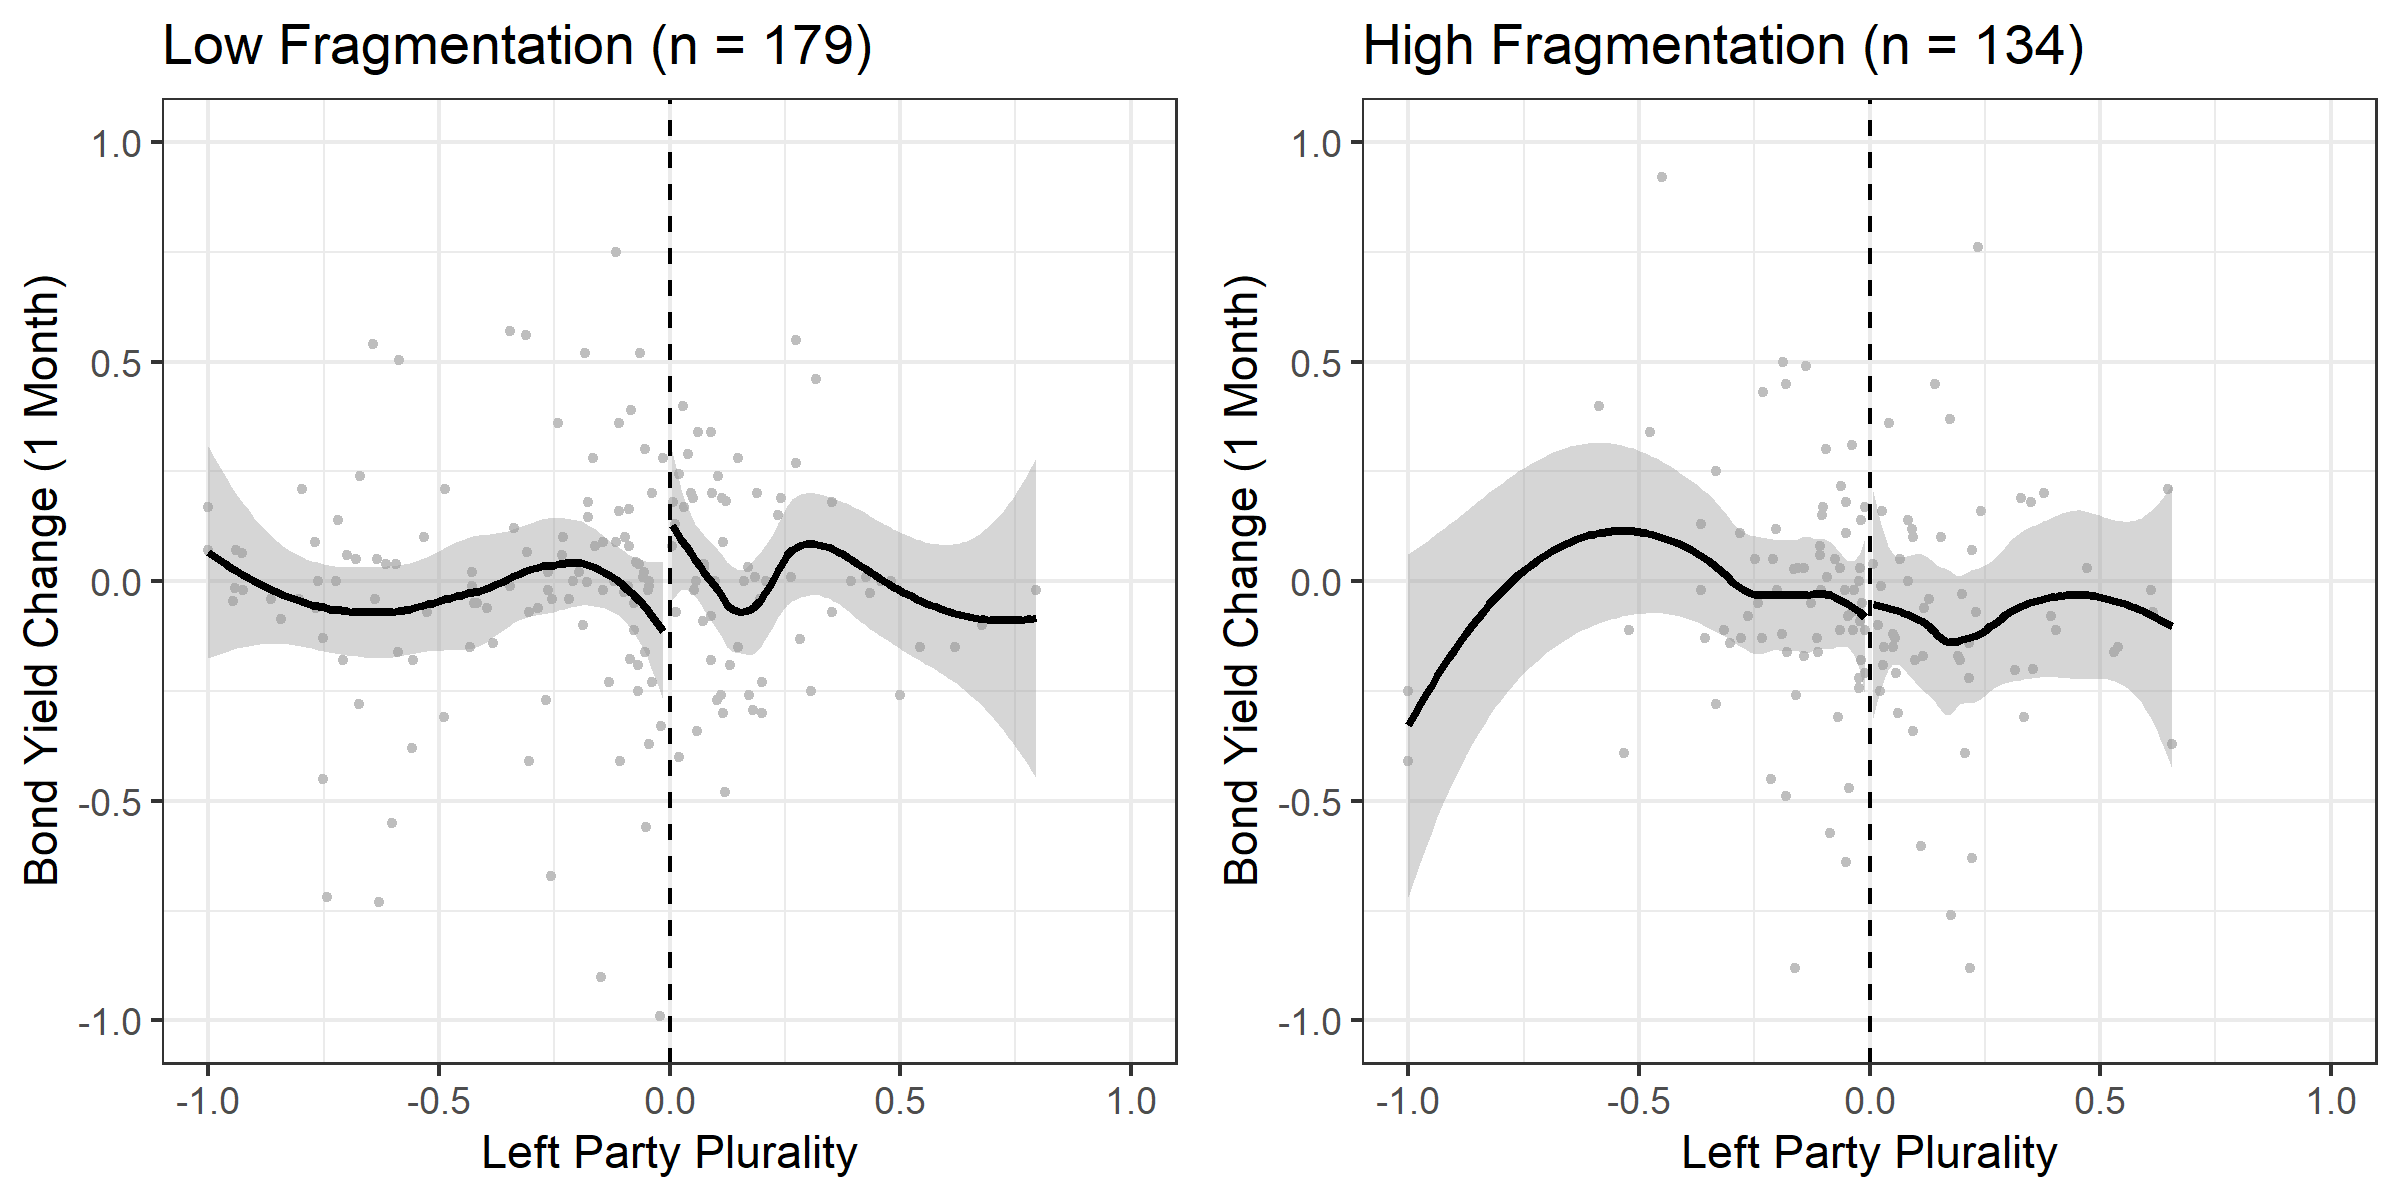 Low Fragmentation (n = 179)
Bond Yield Change (1 Month)
1.0
0.5
0.0
-0.5
-1.0
-1.0 -0.5 0.0 0.5 1.0
Left Party Plurality
High Fragmentation (n = 134)
Bond Yield Change (1 Month)
1.0
0.5
0.0
-0.5
-1.0
-1.0 -0.5 0.0 0.5 1.0
Left Party Plurality